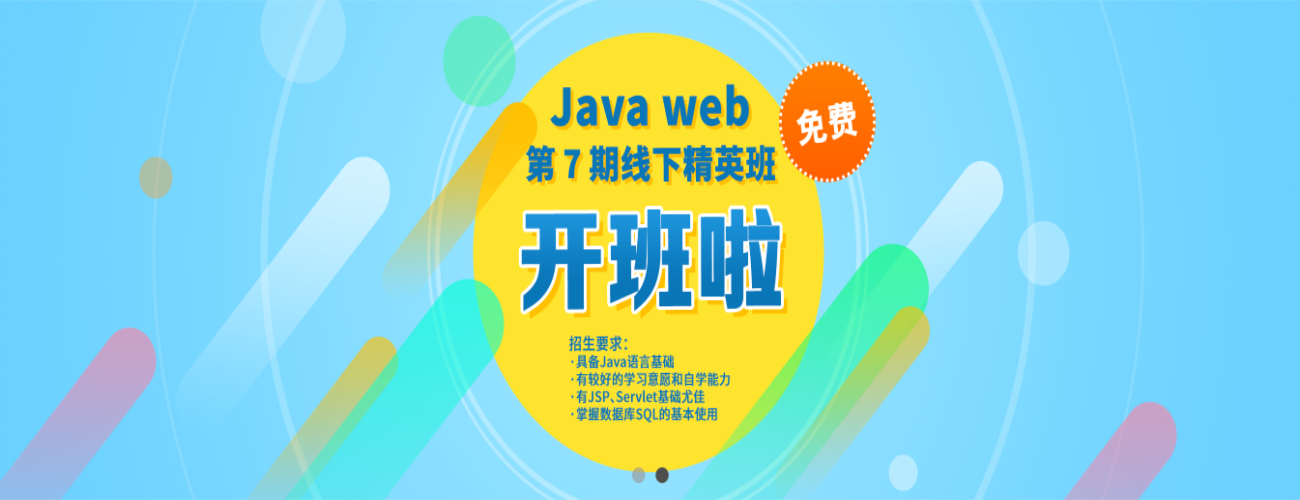 Java web
免费
第 7 期线下精英班
开班啦
招生要求：
·具备Java语言基础
·有较好的学习意愿和自学能力
·有JSP、Servlet基础尤佳
·掌握数据库SQL的基本使用